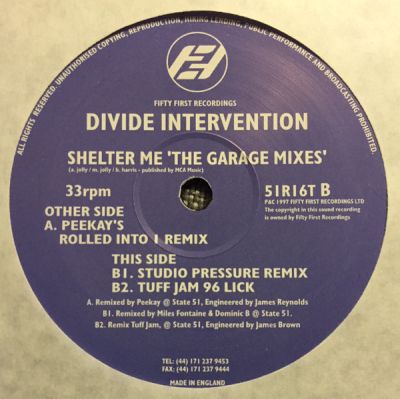 ALL RIGHTS RESERVED. UNAUTHORISED COPYING, REPRODUCTION, HIRING LENDING, PUBLIC PERFORMANCE AND BROADCASTING PROHIBITED.
FIFTY FIRST RECORDINGS
DIVIDE INTERVENTION
SHELTER ME 'THE GARAGE MIXES'
(a. jolly / m. jolly / b. harris - published by MCA Music)
33rpm
51R16T B
PAC 1997 FIFTY FIRST RECORDINGS LTD
The copyright in this sound recording
is owned by Fifty First Recordings
OTHER SIDE
A. PEEKAY'S
ROLLED INTO 1 REMIX
THIS SIDE
B1. STUDIO PRESSURE REMIX
B2. TUFF JAM 96 LICK
A. Remixed by Peekay @ State 51, Engineered by James Reynolds
B1. Remixed by Miles Fontaine & Dominic B @ State 51.
B2. Remix Tuff Jam, @ State 51, Engineered by James Brown
TEL: (44) 171 237 9453
FAX: (44) 171 237 9444
MADE IN ENGLAND